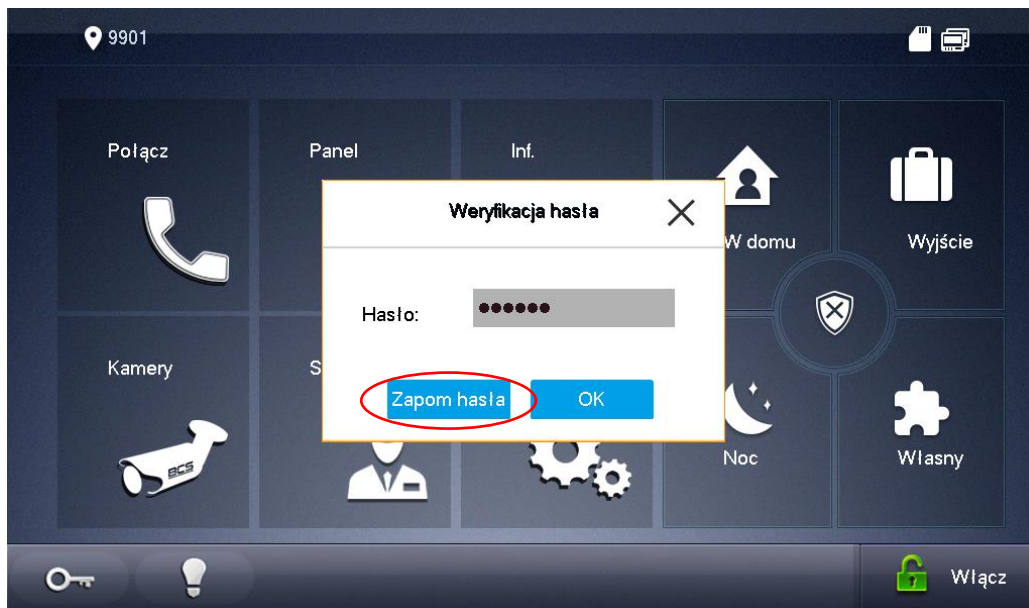 9901
Połącz
Panel
Inf.
Weryfikacja hasła
W domu
Wyjście
Hasło:
Kamery
S
Zapom hasła
OK
BCS
Noc
Własny
Włącz